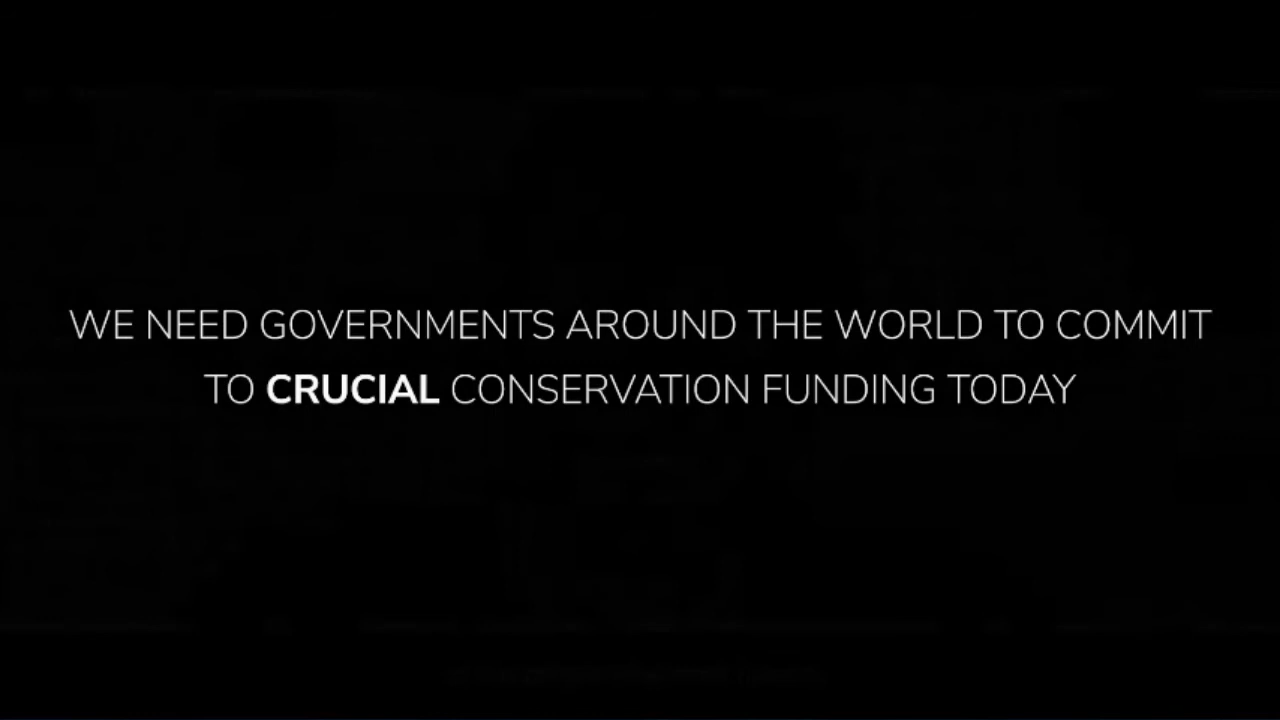 WE NEED GOVERNMENTS AROUND THE WORLD TO COMMIT
TO CRUCIAL CONSERVATION FUNDING TODAY